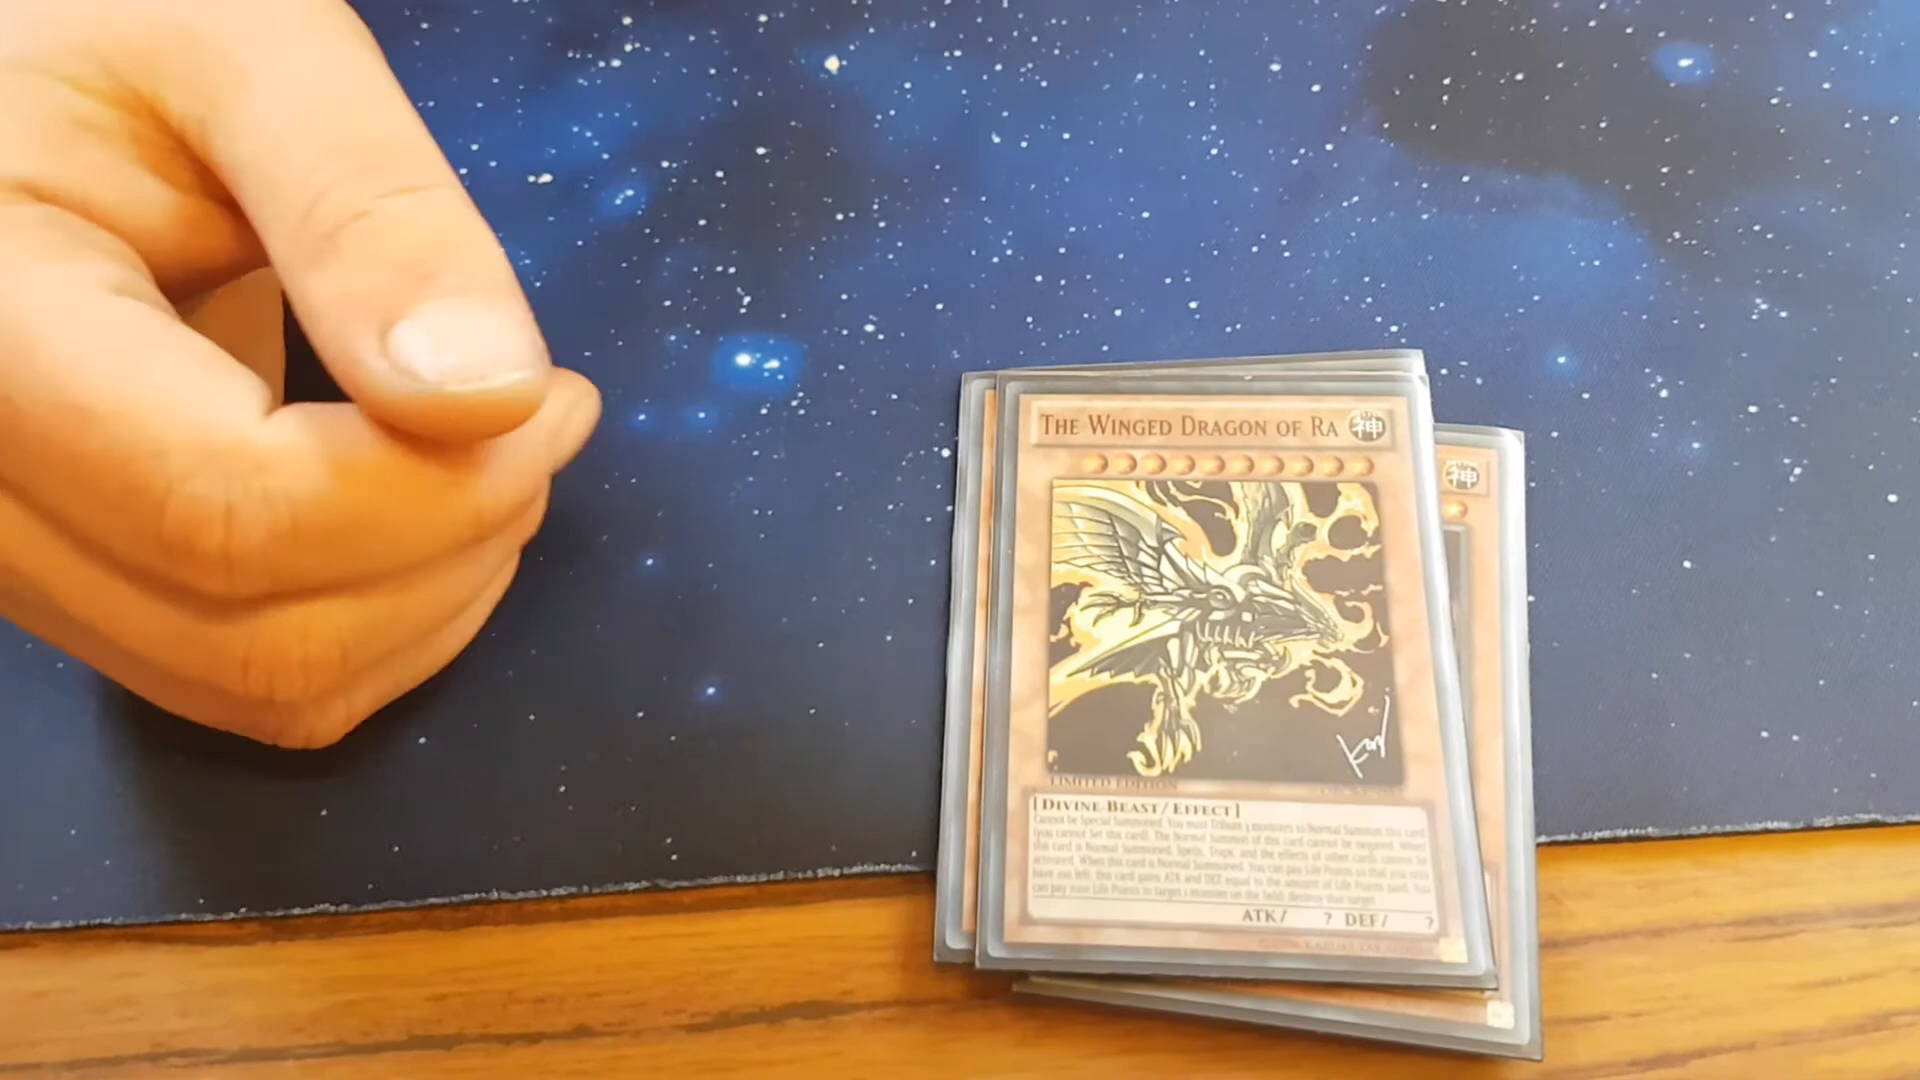 THE WINGED DRAGON OF RA 神
神
LIMITED EDITION
[DIVINE-BEAST/EFFECT]
Cannot be Special Summoned. You must Tribute 3 monsters to Normal Summon this card
(you cannot Set this card). The Normal Summon of this card cannot be negated. When
this card is Normal Summoned, Spells, Traps, and the effects of other cards cannot be
activated. When this card is Normal Summoned: You can pay Life Points so that you only
have 100 left; this card gains ATK and DEF equal to the amount of Life Points paid. You
can pay 1000 Life Points to target 1 monster on the field; destroy that target.
ATK/ ? DEF/ ?